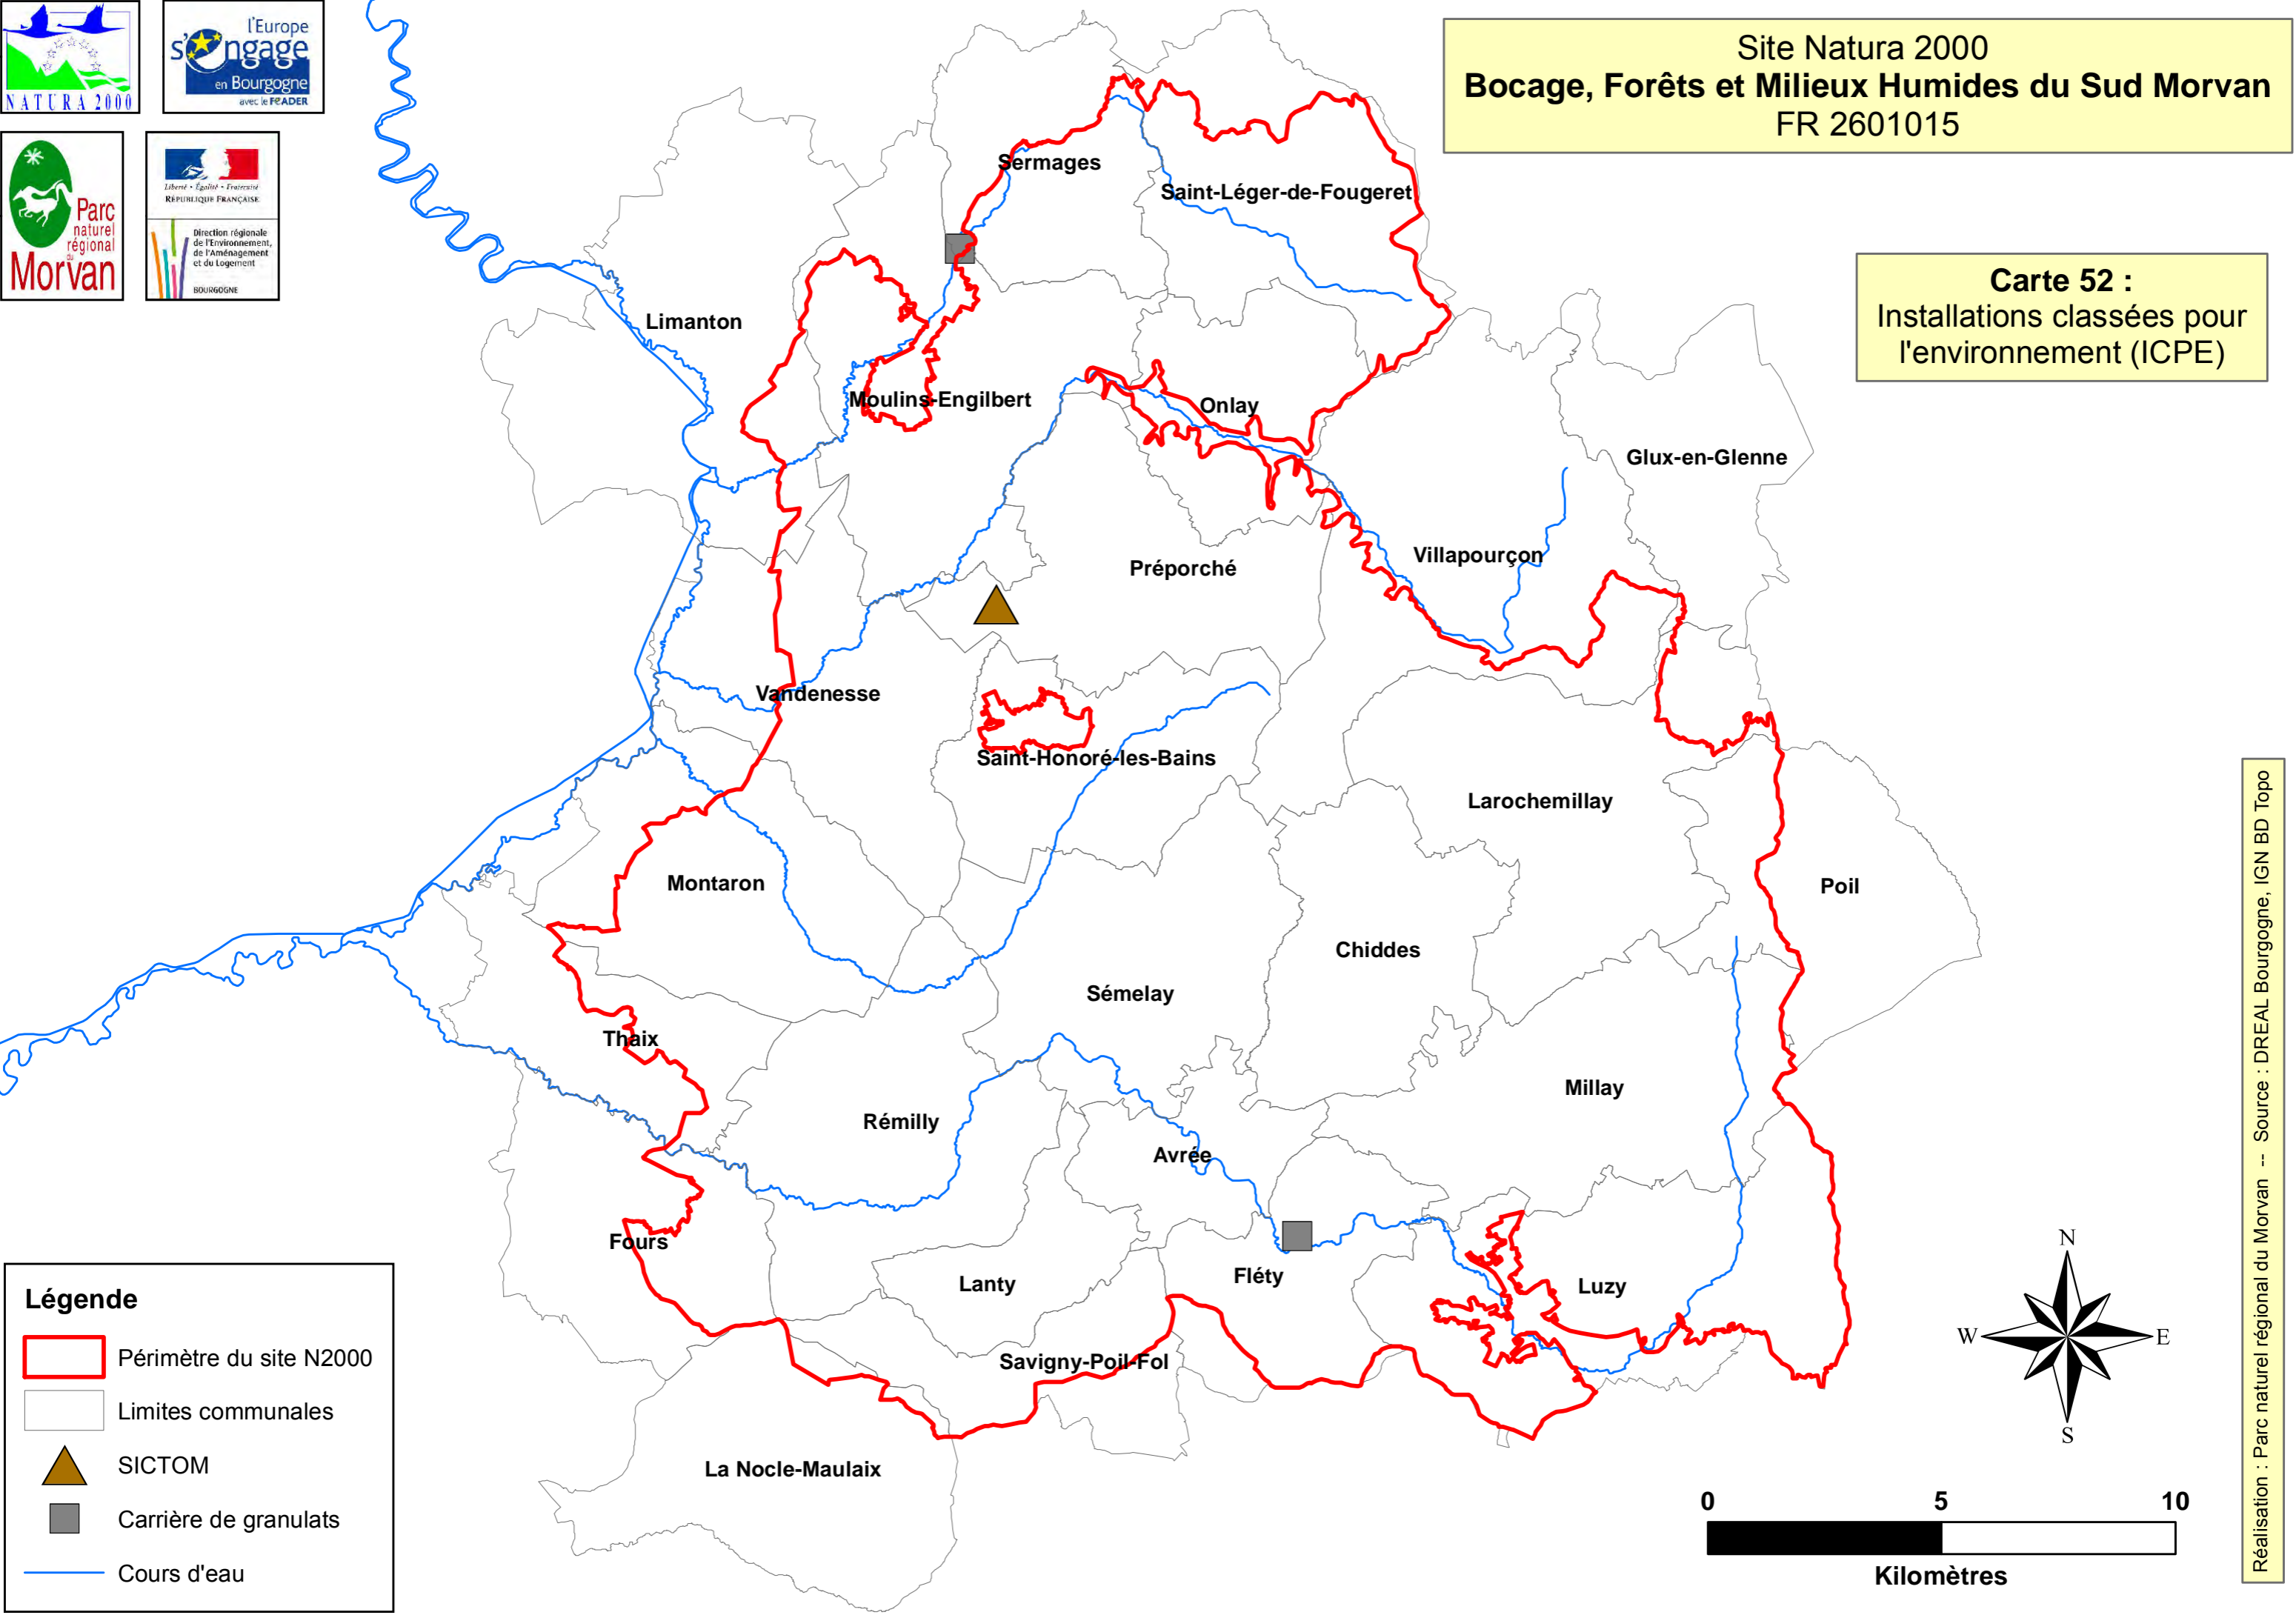 NATURA 2000
l'Europe
s'engage
en Bourgogne
avec le FEADER
Parc
naturel
régional
du
Morvan
Liberté • Égalité • Fraternité
RÉPUBLIQUE FRANÇAISE
Direction régionale
de l'Environnement,
de l'Aménagement
et du Logement
BOURGOGNE
Site Natura 2000
Bocage, Forêts et Milieux Humides du Sud Morvan
FR 2601015
Carte 52 :
Installations classées pour
l'environnement (ICPE)
Sermages
Saint-Léger-de-Fougeret
Limanton
Moulins-Engilbert
Onlay
Glux-en-Glenne
Villapourçon
Préporché
Vandenesse
Saint-Honoré-les-Bains
Larochemillay
Montaron
Poil
Chiddes
Sémelay
Thaix
Millay
Rémilly
Avrée
Fours
Lanty
Fléty
Luzy
Savigny-Poil-Fol
La Nocle-Maulaix
Légende
Périmètre du site N2000
Limites communales
SICTOM
Carrière de granulats
Cours d'eau
N
W
E
S
0 5 10
Kilomètres
Réalisation : Parc naturel régional du Morvan -- Source : DREAL Bourgogne, IGN BD Topo